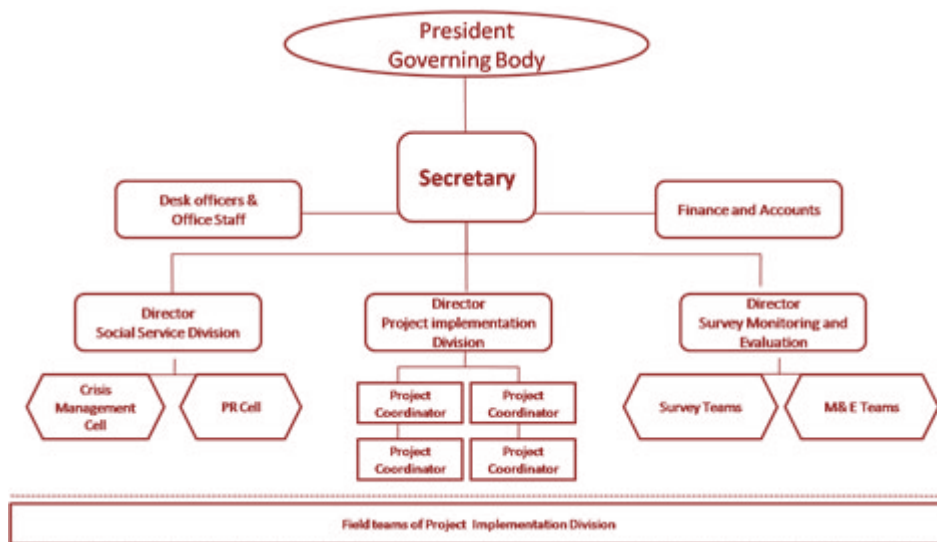 President
Governing Body
Secretary
Desk officers &
Office Staff
Finance and Accounts
Director
Social Service Division
Director
Project implementation
Division
Director
Survey Monitoring and
Evaluation
Crisis
Management
Cell
PR Cell
Project
Coordinator
Project
Coordinator
Project
Coordinator
Project
Coordinator
Survey Teams
M& E Teams
Field teams of Project Implementation Division